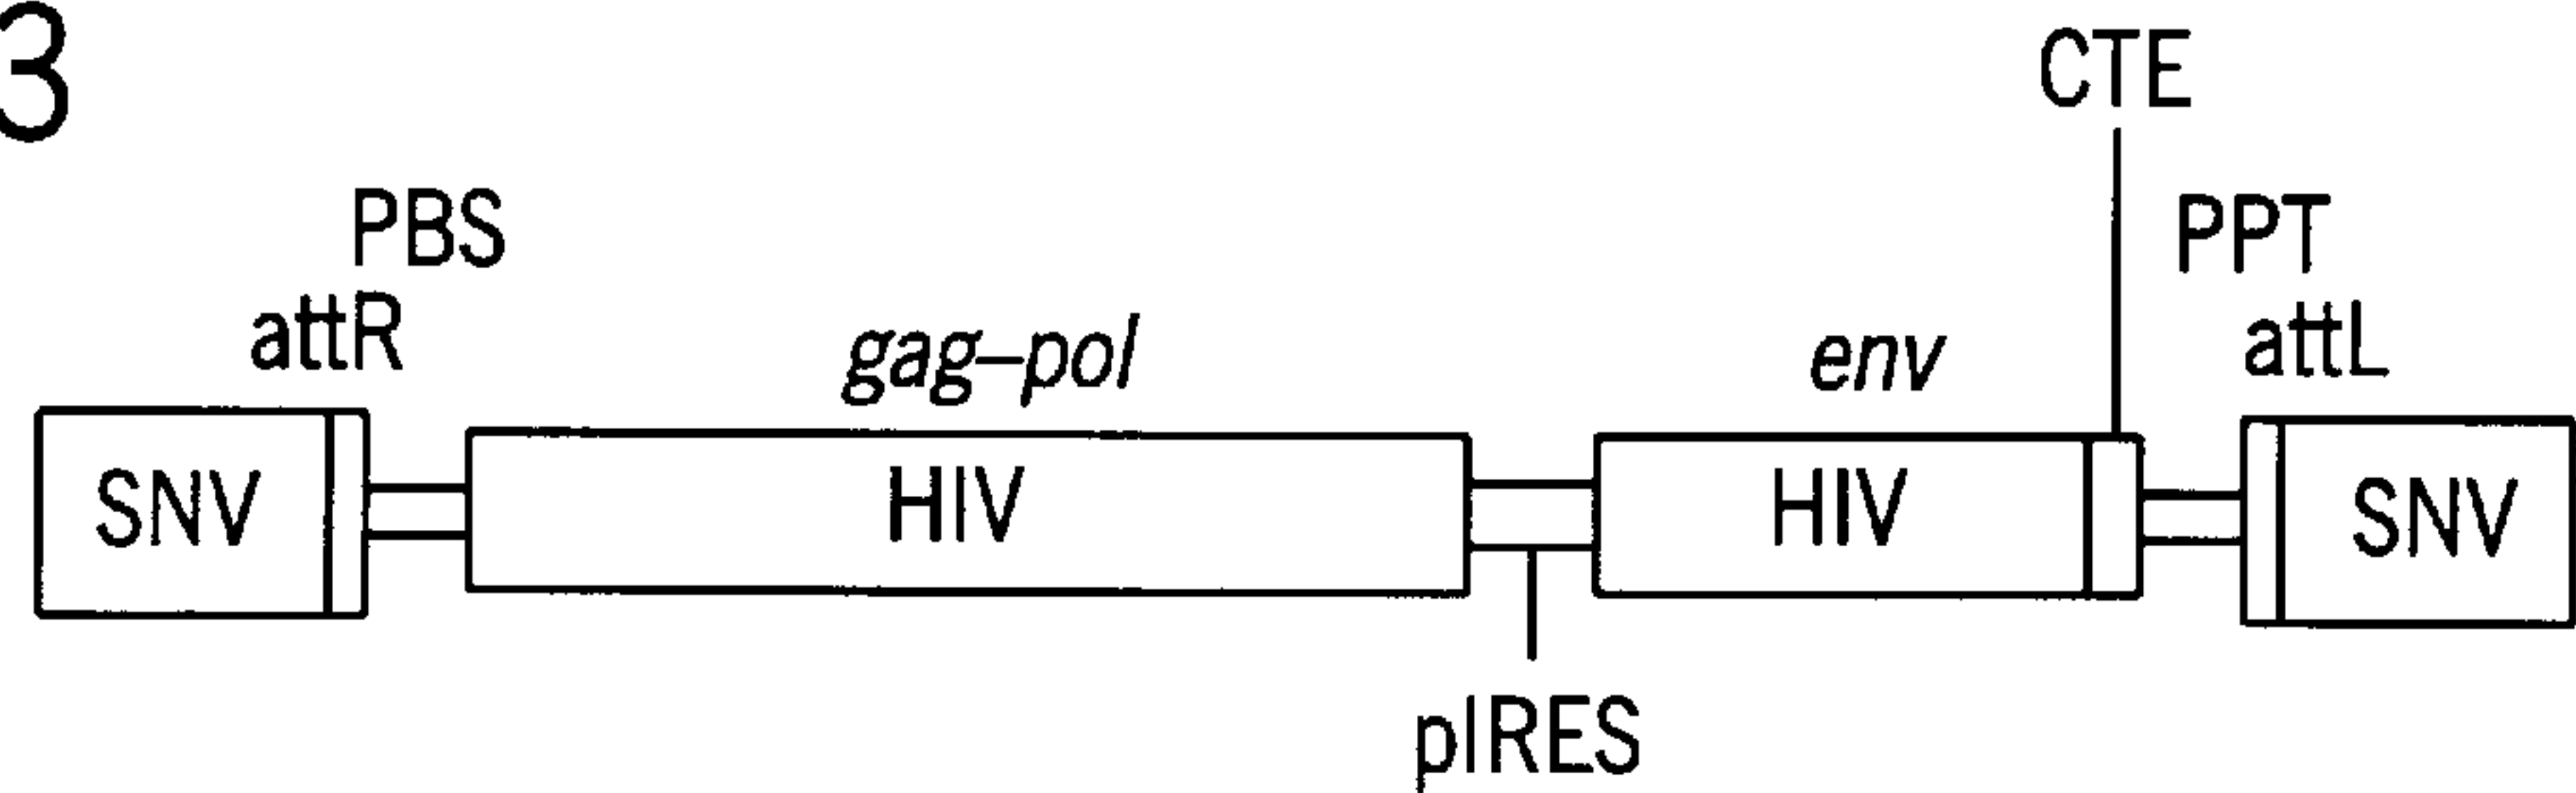 3
CTE
PBS
PPT
attR
attL
gag–pol
env
SNV
HIV
HIV
SNV
pIRES